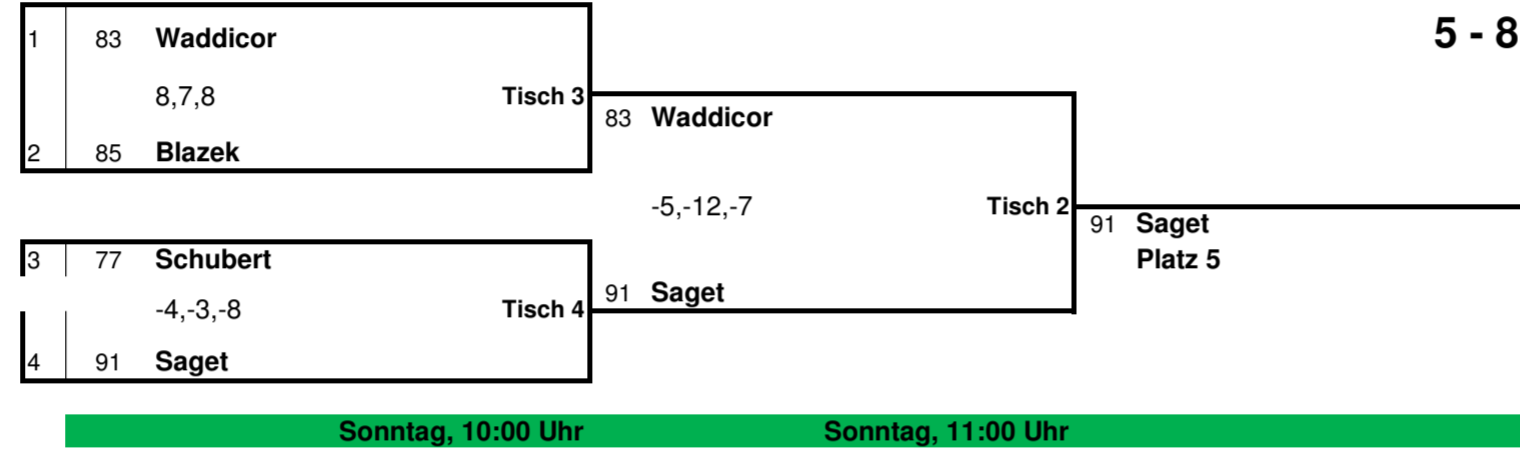 5 - 8
1 83 Waddicor
8,7,8 Tisch 3
83 Waddicor
2 85 Blazek
-5,-12,-7 Tisch 2
91 Saget
Platz 5
3 77 Schubert
91 Saget
-4,-3,-8 Tisch 4
4 91 Saget
Sonntag, 10:00 Uhr Sonntag, 11:00 Uhr